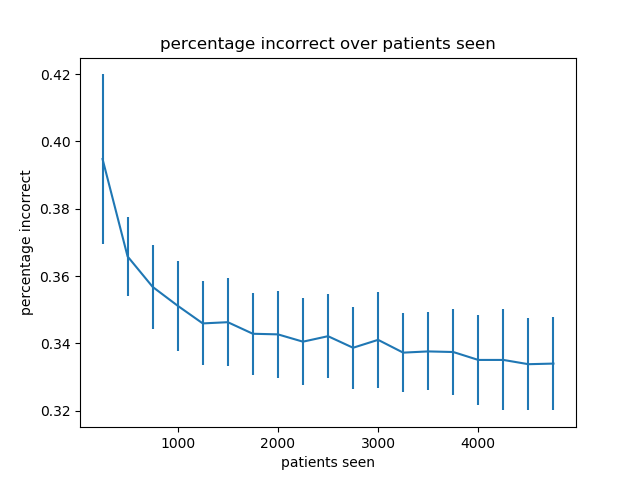 percentage incorrect over patients seen
0.42
0.40
0.38
0.36
0.34
0.32
percentage incorrect
1000 2000 3000 4000
patients seen